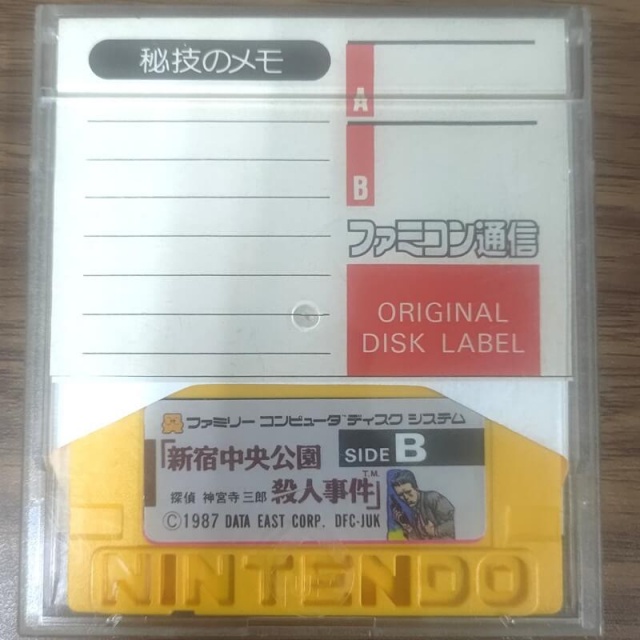 秘技のメモ
A
B
ファミコン通信
ORIGINAL
DISK LABEL
ファミリー コンピュータ™ ディスク システム
「新宿中央公園
SIDE B
探偵 神宮寺三郎 殺人事件」T.M.
©1987 DATA EAST CORP. DFC-JUK
NINTENDO